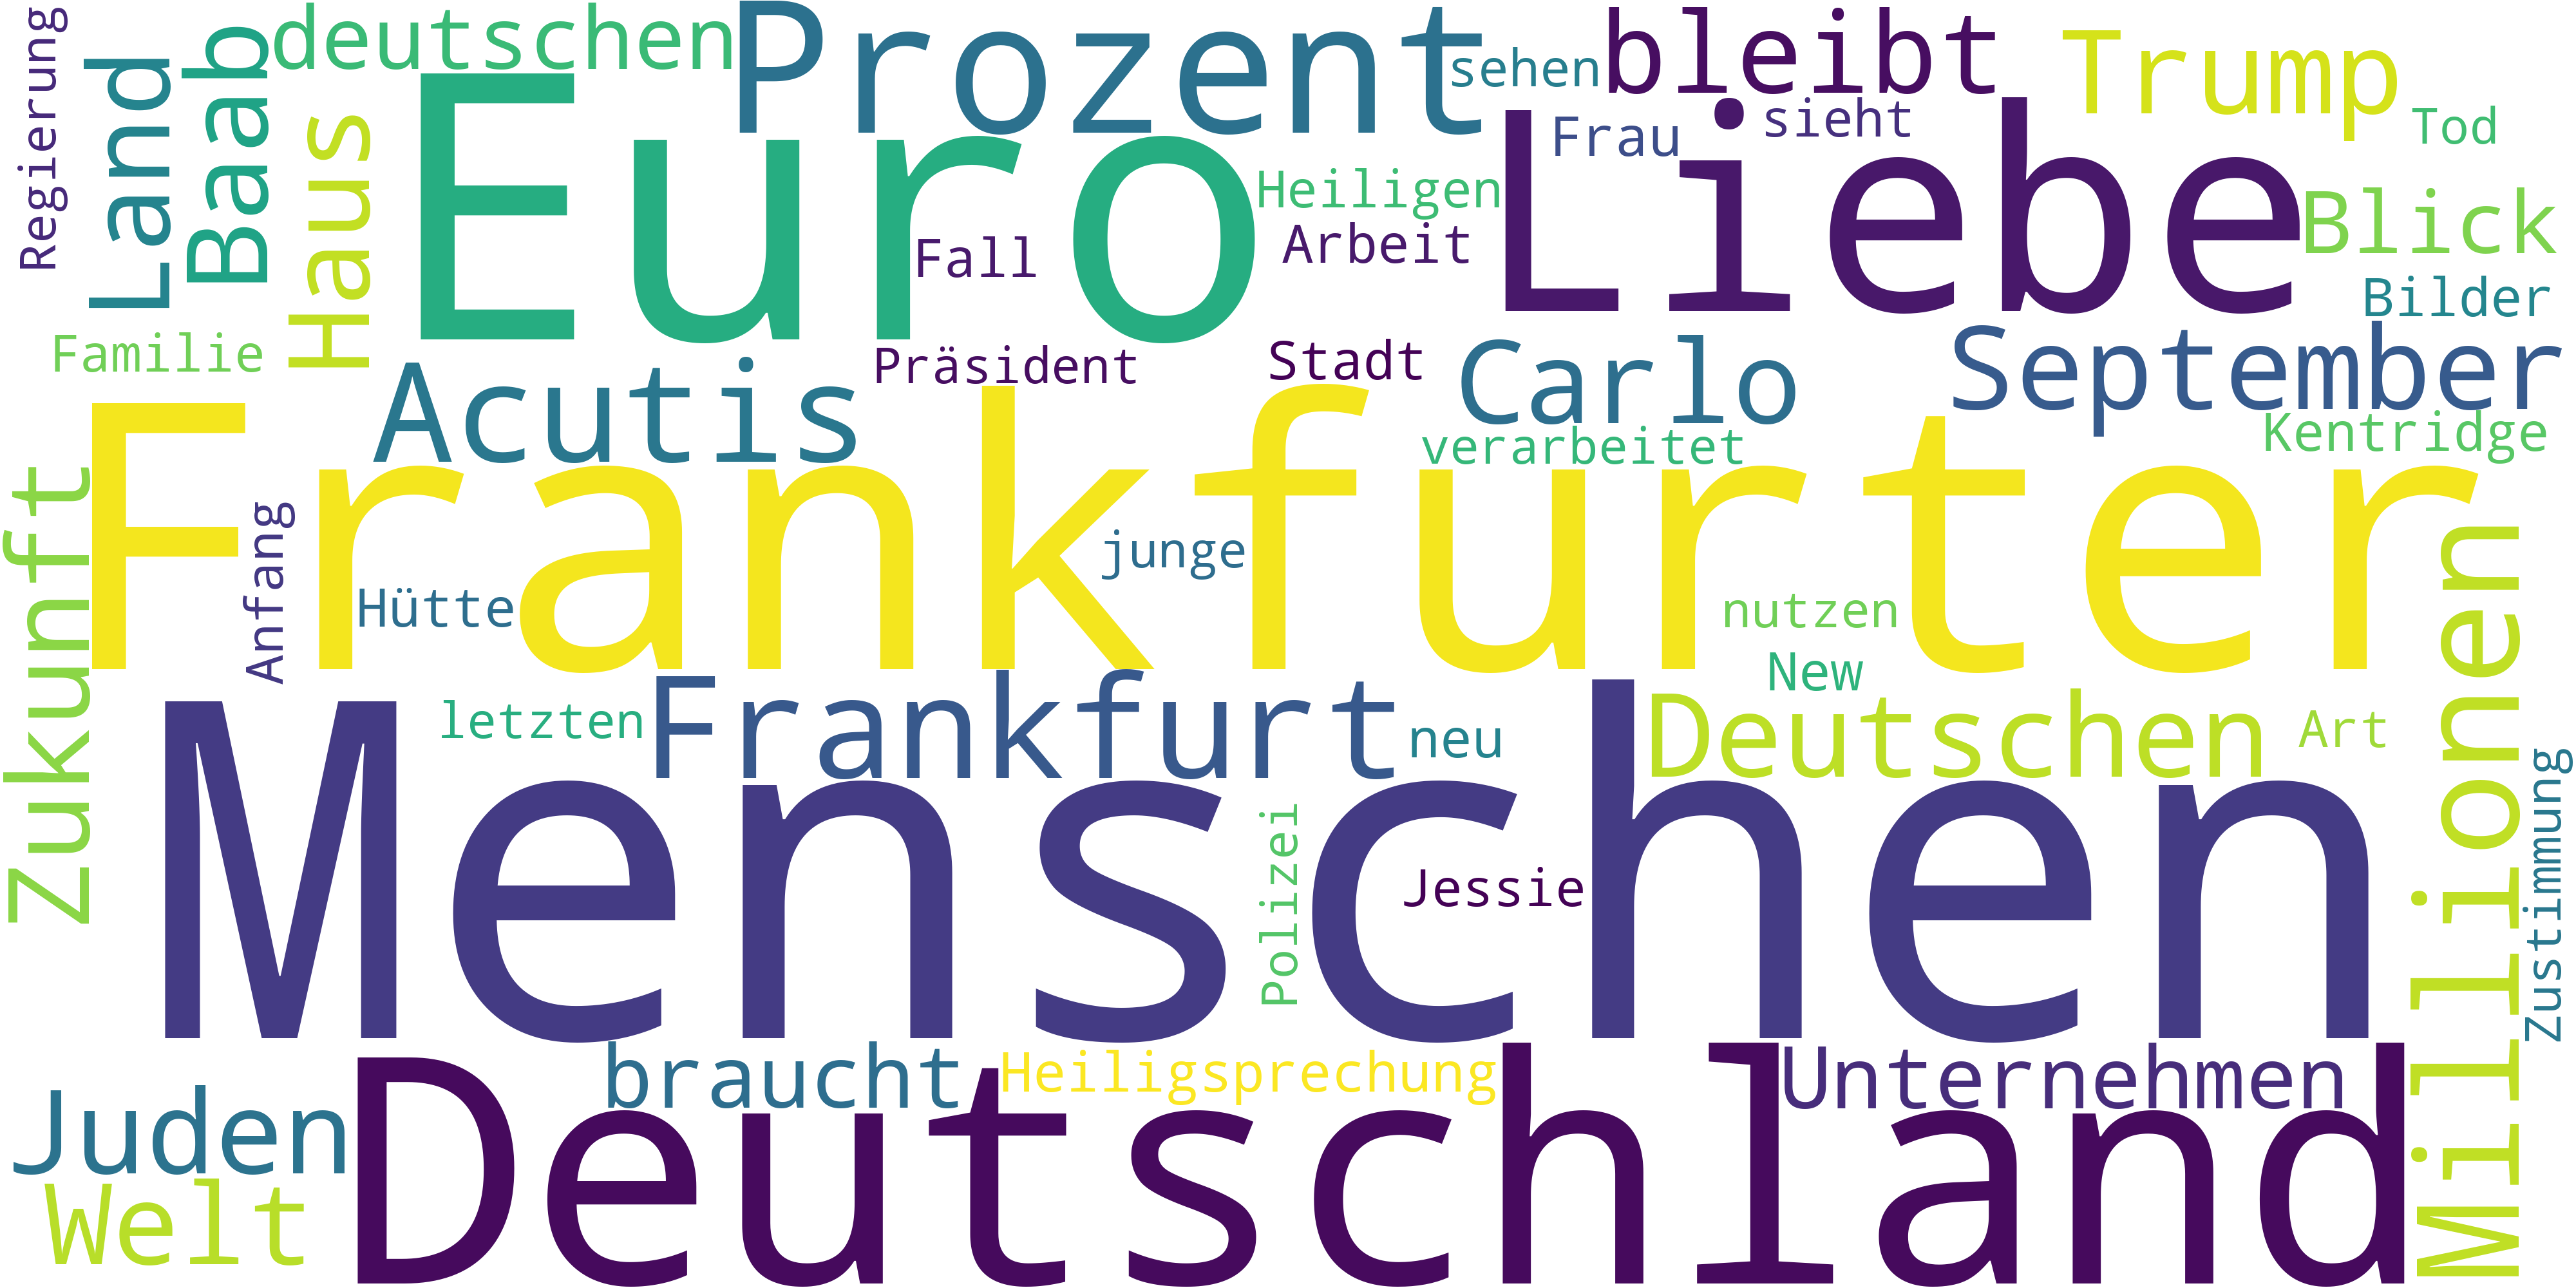 Regierung
Land
Baab
deutschen
Prozent
sehen
bleibt
Trump
Tod
Haus
Euro
Liebe
Frau
sieht
Heiligen
Blick
Fall
Arbeit
Bilder
Familie
Acutis
Präsident
Stadt
Carlo
September
verarbeitet
Kentridge
Zukunft
Frankfurter
Anfang
Hütte
junge
nutzen
New
Millionen
letzten
Frankfurt
neu
Deutschen
Art
Menschen
Polizei
Jessie
Zustimmung
Juden
braucht
Heiligsprechung
Unternehmen
Welt
Deutschland